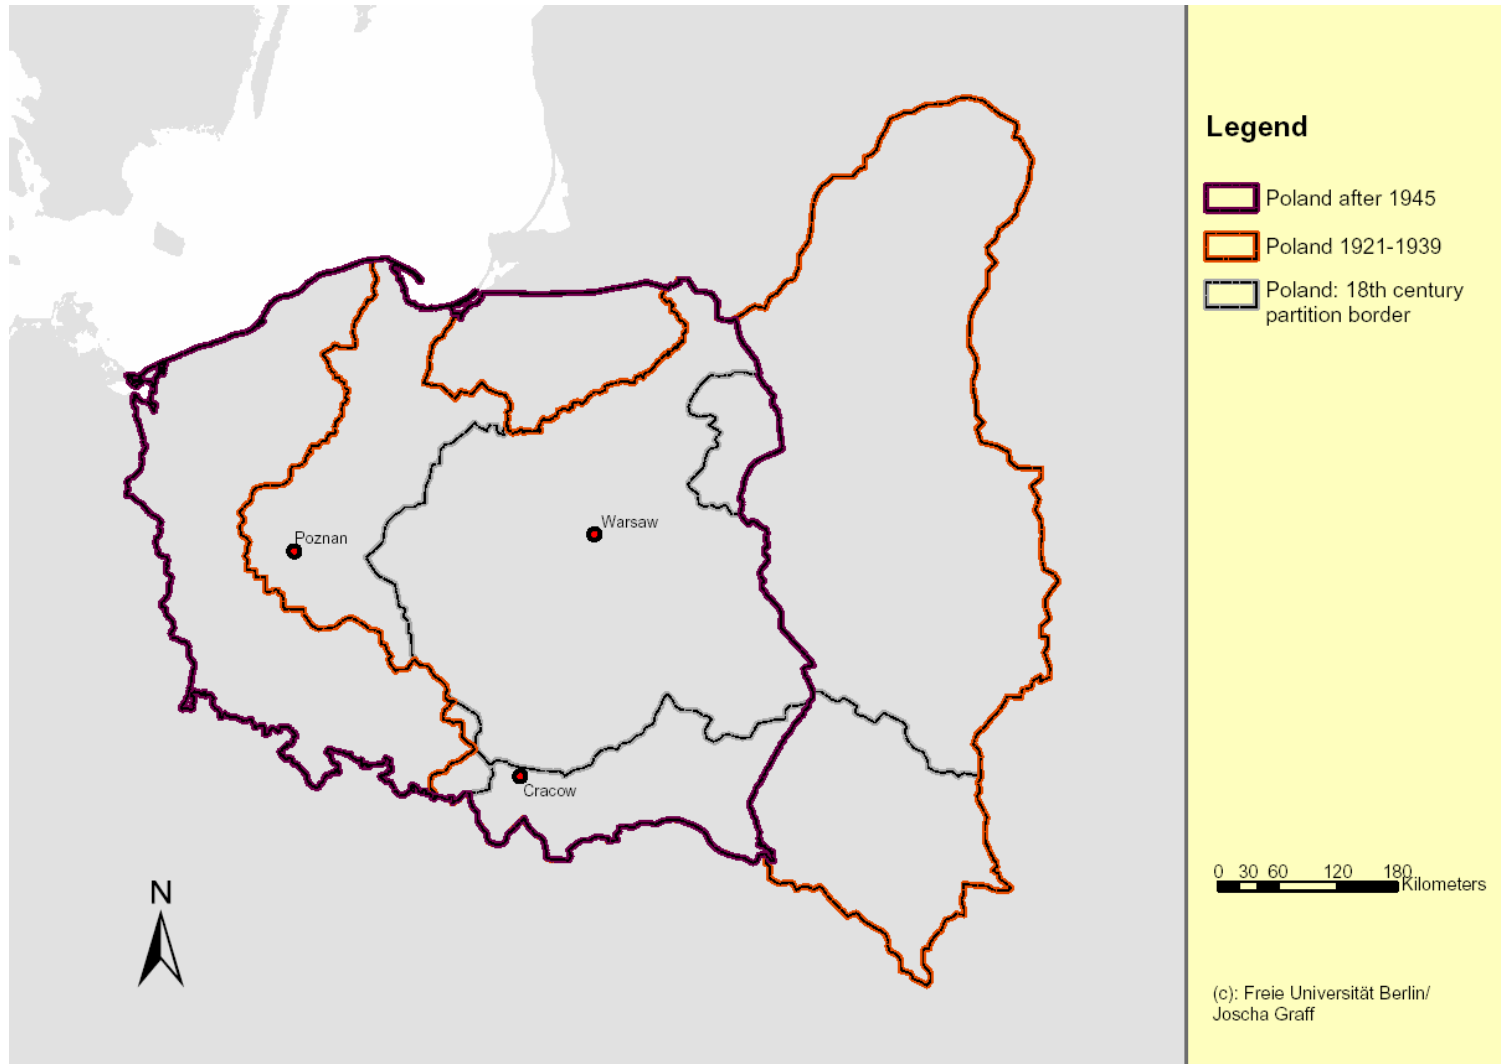 Legend
Poland after 1945
Poland 1921-1939
Poland: 18th century
partition border
Poznan
Warsaw
Cracow
N
0 30 60 120 180
Kilometers
(c): Freie Universität Berlin/
Joscha Graff